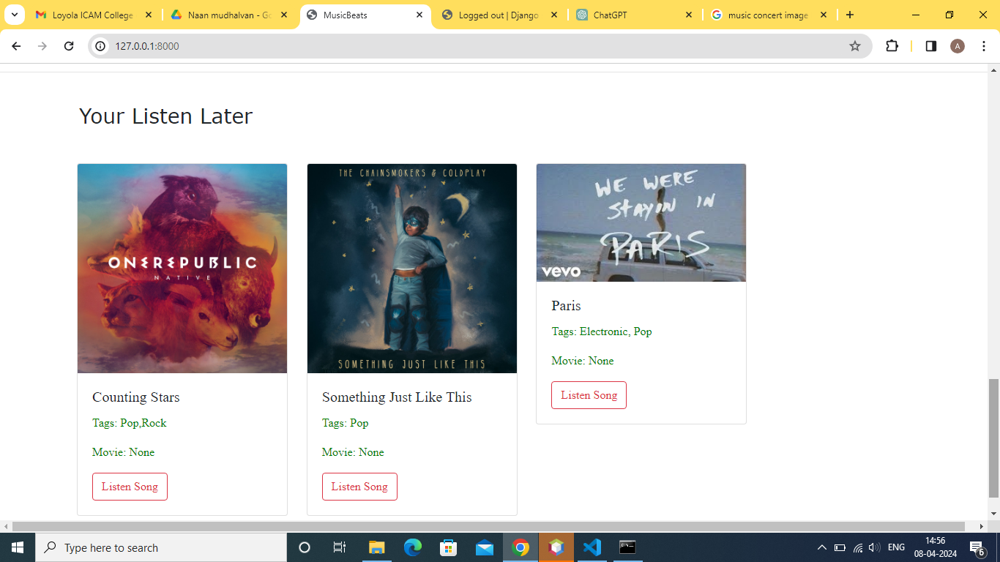 Loyola ICAM College
Naan mudhalvan - Go
MusicBeats
Logged out | Django
ChatGPT
music concert image
127.0.0.1:8000
A
Your Listen Later
ONEREPUBLIC
NATIVE
THE CHAINSMOKERS & COLDPLAY
SOMETHING JUST LIKE THIS
WE WERE
STAYIN IN
PARIS
vevo
Counting Stars
Tags: Pop,Rock
Movie: None
Listen Song
Something Just Like This
Tags: Pop
Movie: None
Listen Song
Paris
Tags: Electronic, Pop
Movie: None
Listen Song
Type here to search
ENG
14:56
08-04-2024
6